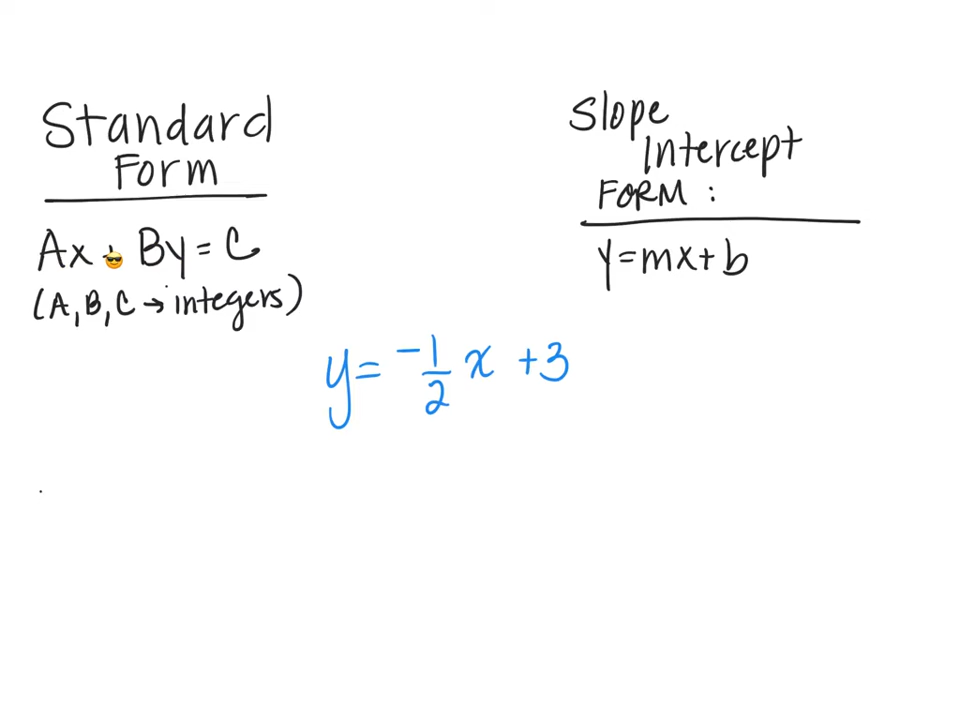 Standard
Form
Ax + By = C
(A, B, C → integers)
Slope
Intercept
FORM:
y=mx+b
y= -1/2 x +3